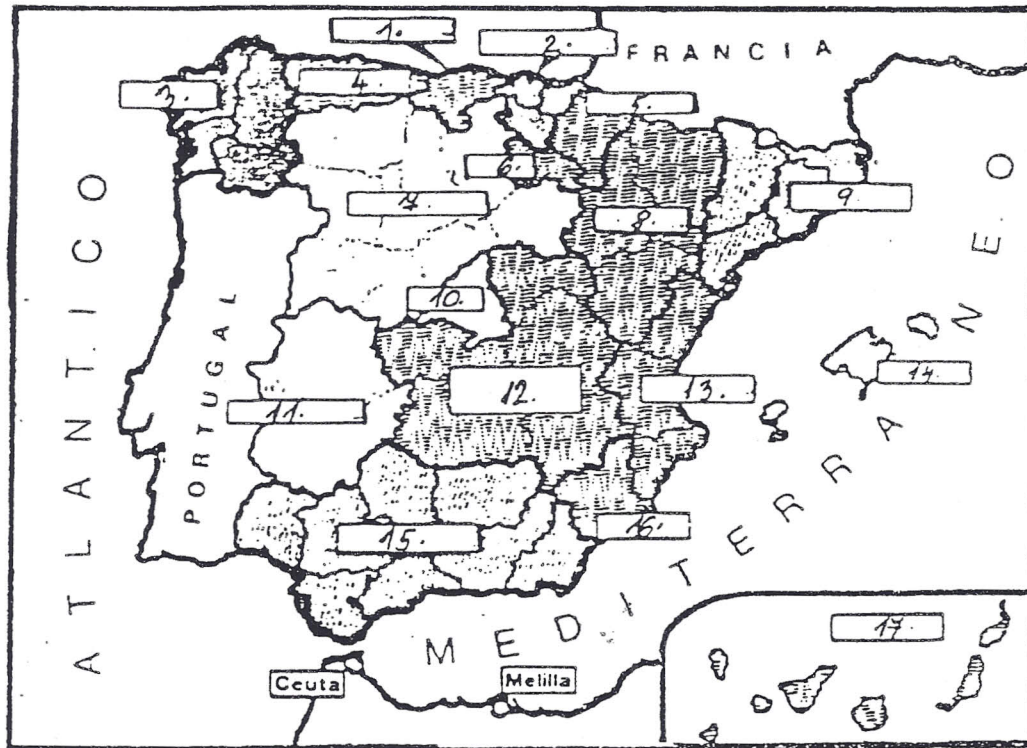 1.
2.
FRANCIA
3.
4.
6.
7
8.
9
10.
11.
12.
13.
14.
15.
16.
17.
ATLANTICO
PORTUGAL
MEDITERRANEO
Ceuta
Melilla